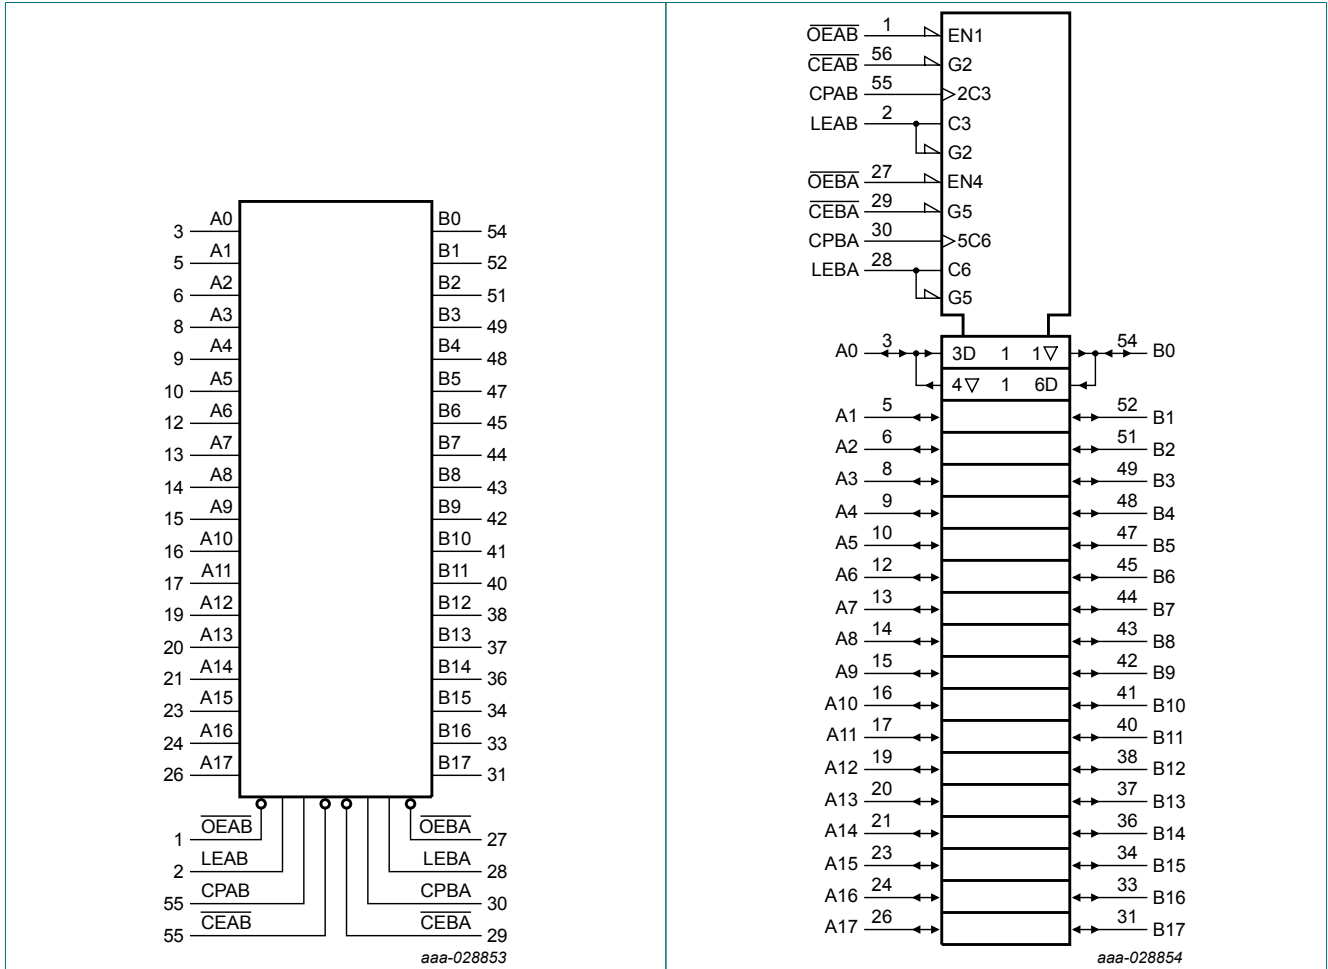 A0 B0
3 54
A1 B1
5 52
A2 B2
6 51
A3 B3
8 49
A4 B4
9 48
A5 B5
10 47
A6 B6
12 45
A7 B7
13 44
A8 B8
14 43
A9 B9
15 42
A10 B10
16 41
A11 B11
17 40
A12 B12
19 38
A13 B13
20 37
A14 B14
21 36
A15 B15
23 34
A16 B16
24 33
A17 B17
26 31
OEAB OEBA
1 27
LEAB LEBA
2 28
CPAB CPBA
55 30
CEAB CEBA
55 29
aaa-028853
OEAB 1 EN1
CEAB 56 G2
CPAB 55 2C3
LEAB 2 C3
G2
OEBA 27 EN4
CEBA 29 G5
CPBA 30 5C6
LEBA 28 C6
G5
A0 3 3D 1 1▽ 54 B0
4▽ 1 6D
A1 5 52 B1
A2 6 51 B2
A3 8 49 B3
A4 9 48 B4
A5 10 47 B5
A6 12 45 B6
A7 13 44 B7
A8 14 43 B8
A9 15 42 B9
A10 16 41 B10
A11 17 40 B11
A12 19 38 B12
A13 20 37 B13
A14 21 36 B14
A15 23 34 B15
A16 24 33 B16
A17 26 31 B17
aaa-028854